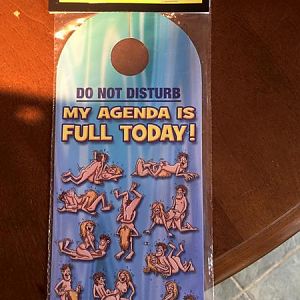 DO NOT DISTURB
MY AGENDA IS
FULL TODAY!